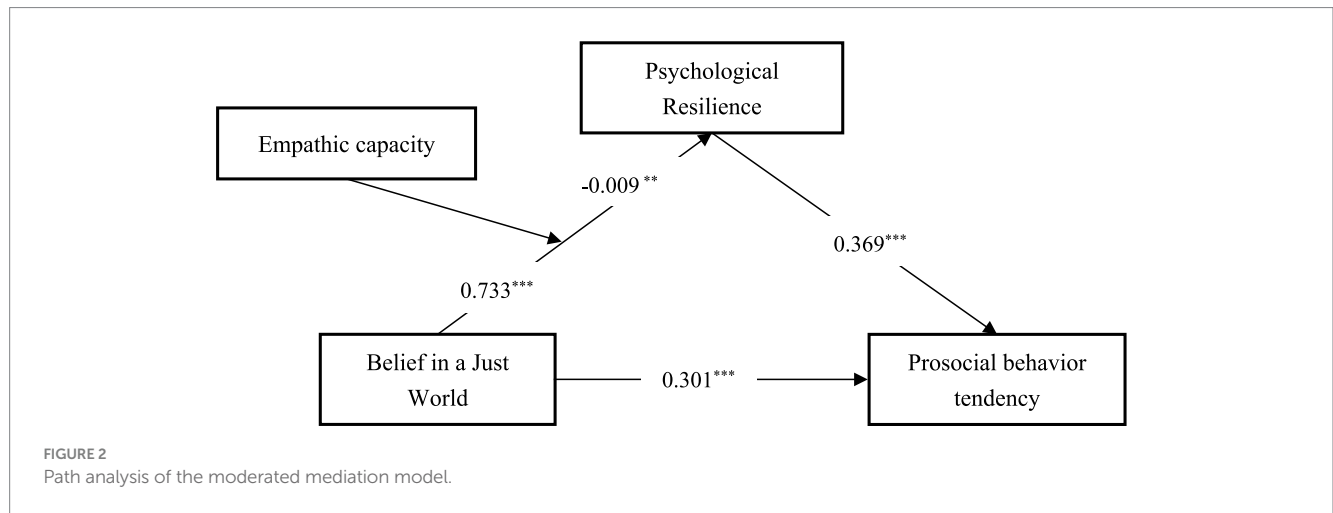 Psychological
Resilience
Empathic capacity
-0.009 **
0.369***
0.733***
Belief in a Just
World
0.301***
Prosocial behavior
tendency
FIGURE 2
Path analysis of the moderated mediation model.